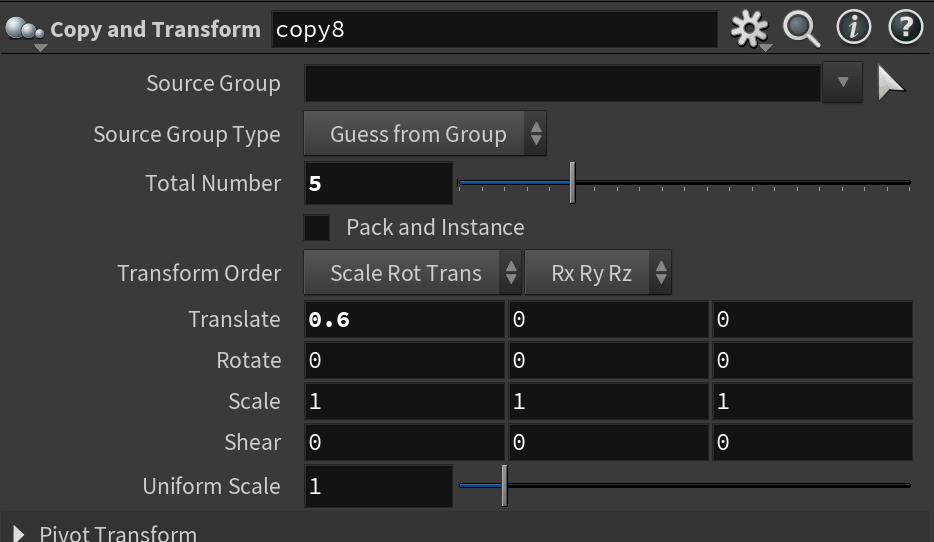 Copy and Transform copy8
Source Group
Source Group Type Guess from Group
Total Number 5
Pack and Instance
Transform Order Scale Rot Trans Rx Ry Rz
Translate 0.6 0 0
Rotate 0 0 0
Scale 1 1 1
Shear 0 0 0
Uniform Scale 1
Pivot Transform